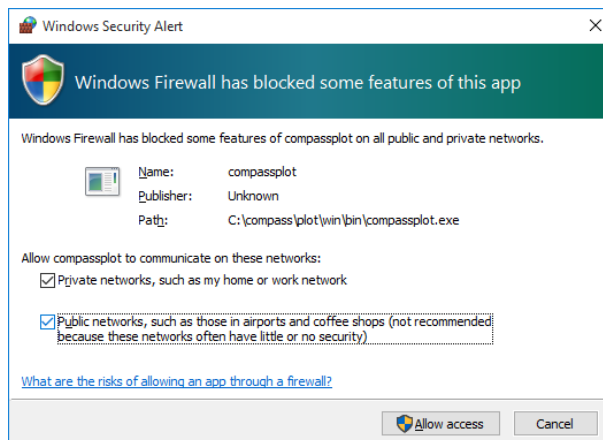 Windows Security Alert
Windows Firewall has blocked some features of this app
Windows Firewall has blocked some features of compassplot on all public and private networks.
Name: compassplot
Publisher: Unknown
Path: C:\compass\plot\win\bin\compassplot.exe
Allow compassplot to communicate on these networks:
Private networks, such as my home or work network
Public networks, such as those in airports and coffee shops (not recommended
because these networks often have little or no security)
What are the risks of allowing an app through a firewall?
Allow access Cancel